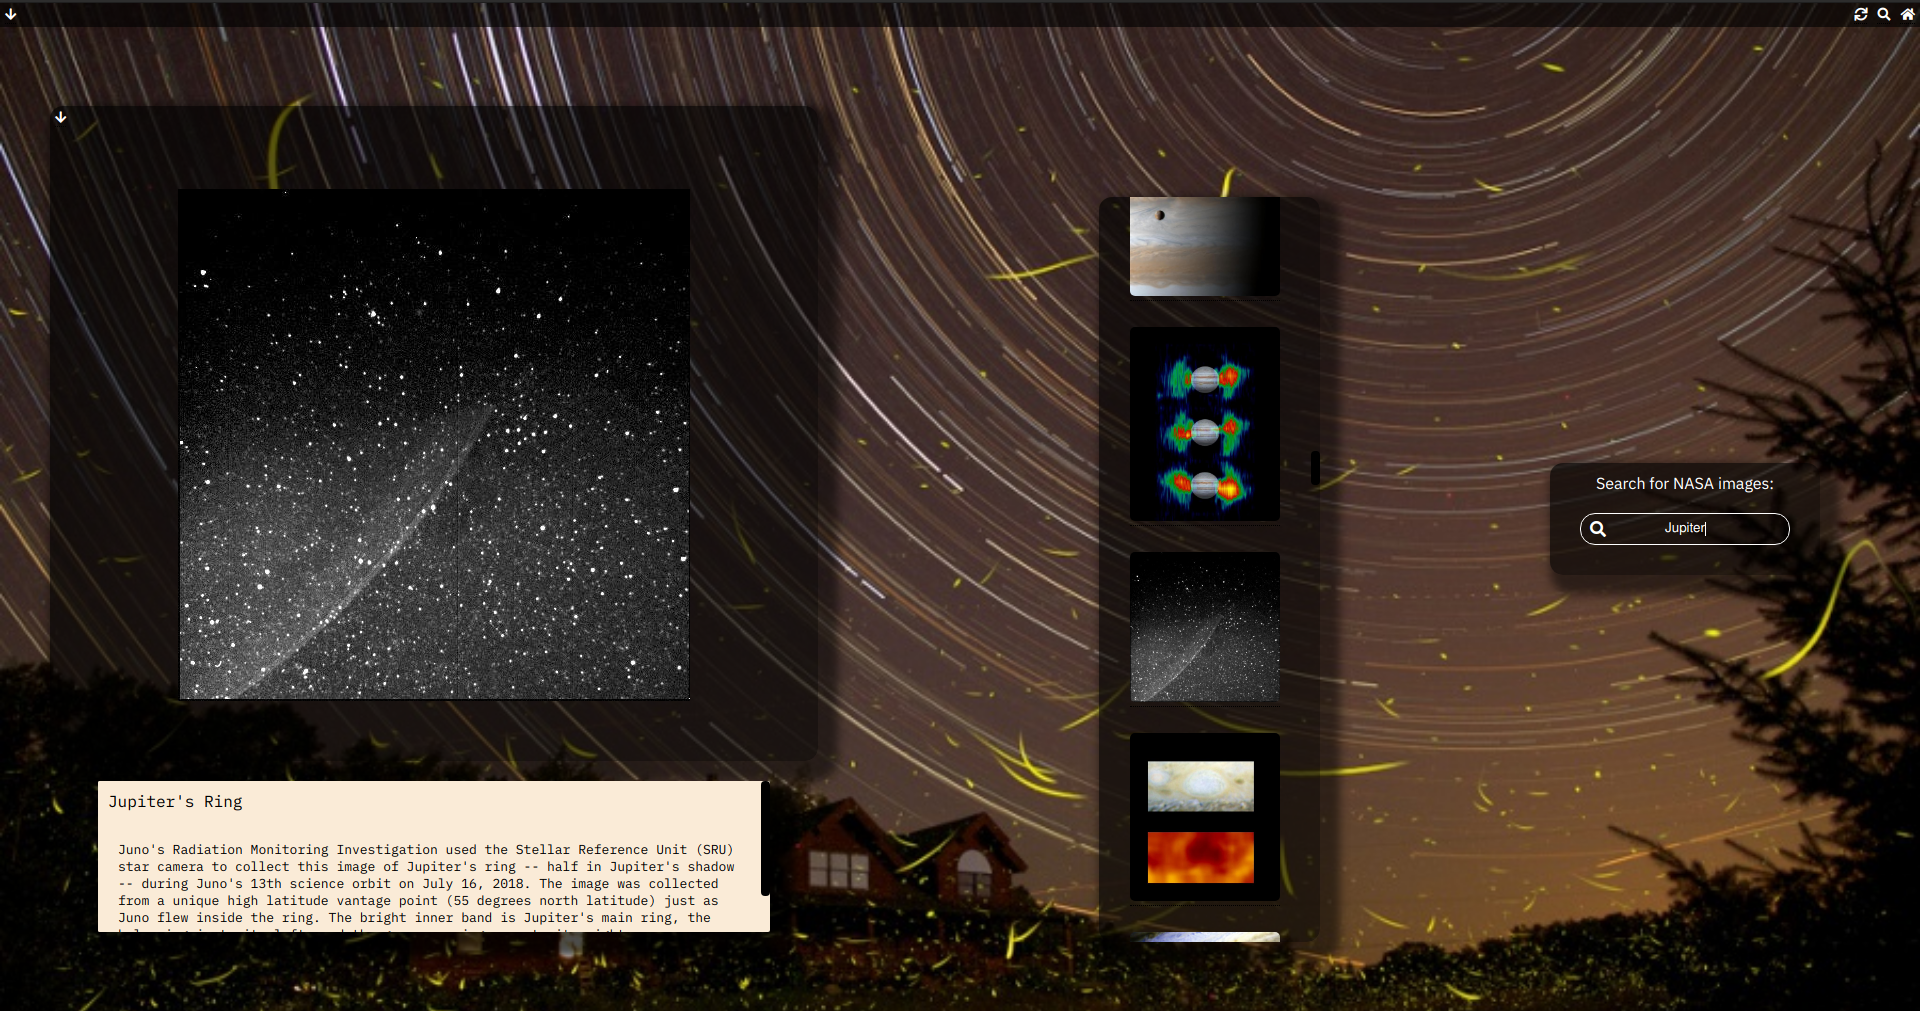 Search for NASA images:
Jupiter
Jupiter's Ring
Juno's Radiation Monitoring Investigation used the Stellar Reference Unit (SRU)
star camera to collect this image of Jupiter's ring -- half in Jupiter's shadow
-- during Juno's 13th science orbit on July 16, 2018. The image was collected
from a unique high latitude vantage point (55 degrees north latitude) just as
Juno flew inside the ring. The bright inner band is Jupiter's main ring, the